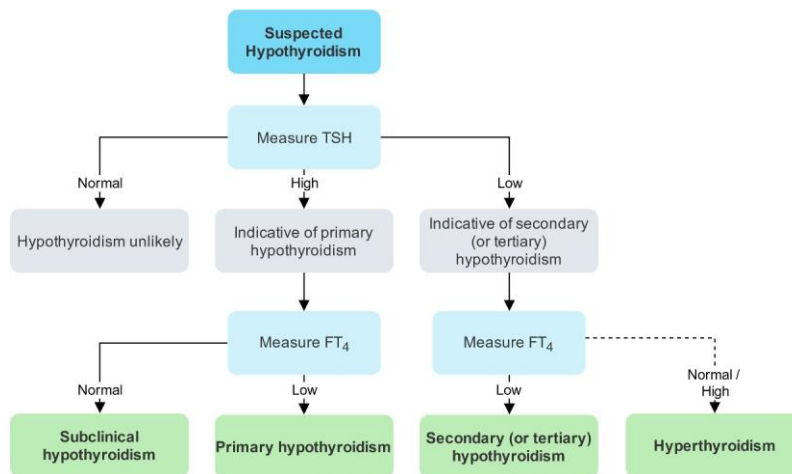 Suspected
Hypothyroidism
Measure TSH
Normal
High
Low
Hypothyroidism unlikely
Indicative of primary
hypothyroidism
Indicative of secondary
(or tertiary)
hypothyroidism
Measure FT₄
Measure FT₄
Normal
Low
Low
Normal /
High
Subclinical
hypothyroidism
Primary hypothyroidism
Secondary (or tertiary)
hypothyroidism
Hyperthyroidism